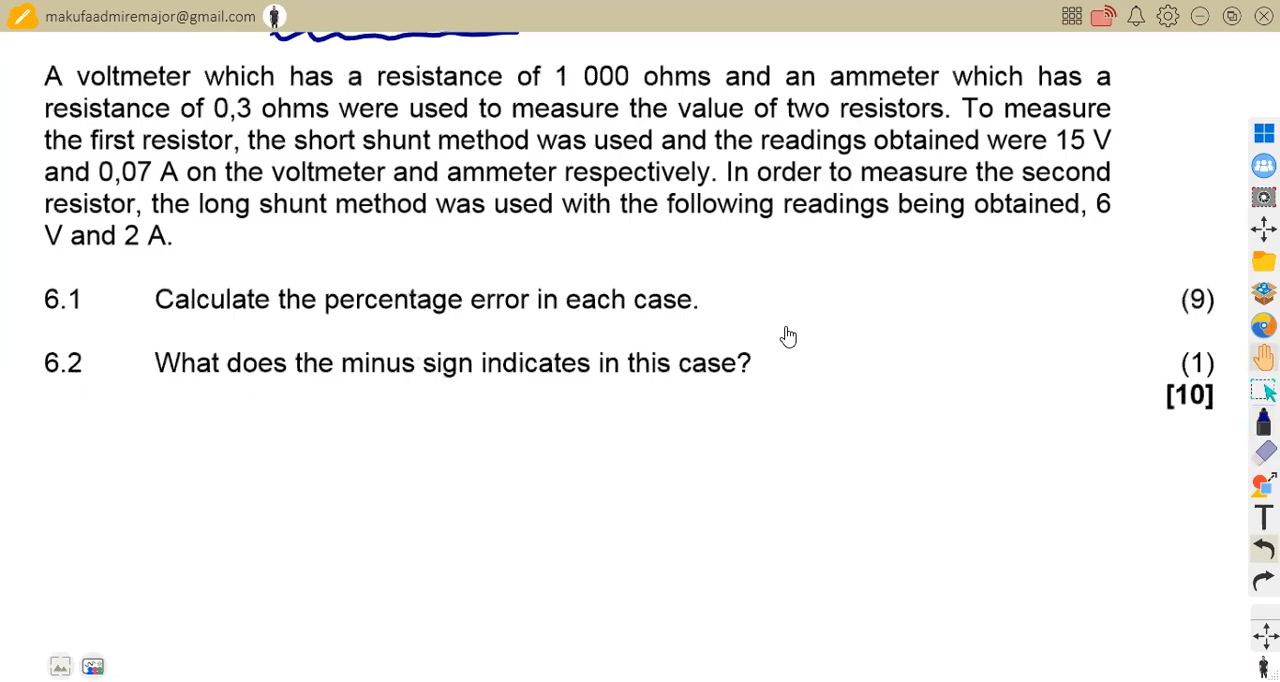 makufaadmiremajor@gmail.com
A voltmeter which has a resistance of 1 000 ohms and an ammeter which has a
resistance of 0,3 ohms were used to measure the value of two resistors. To measure
the first resistor, the short shunt method was used and the readings obtained were 15 V
and 0,07 A on the voltmeter and ammeter respectively. In order to measure the second
resistor, the long shunt method was used with the following readings being obtained, 6
V and 2 A.
6.1 Calculate the percentage error in each case. (9)
6.2 What does the minus sign indicates in this case? (1)
[10]
T